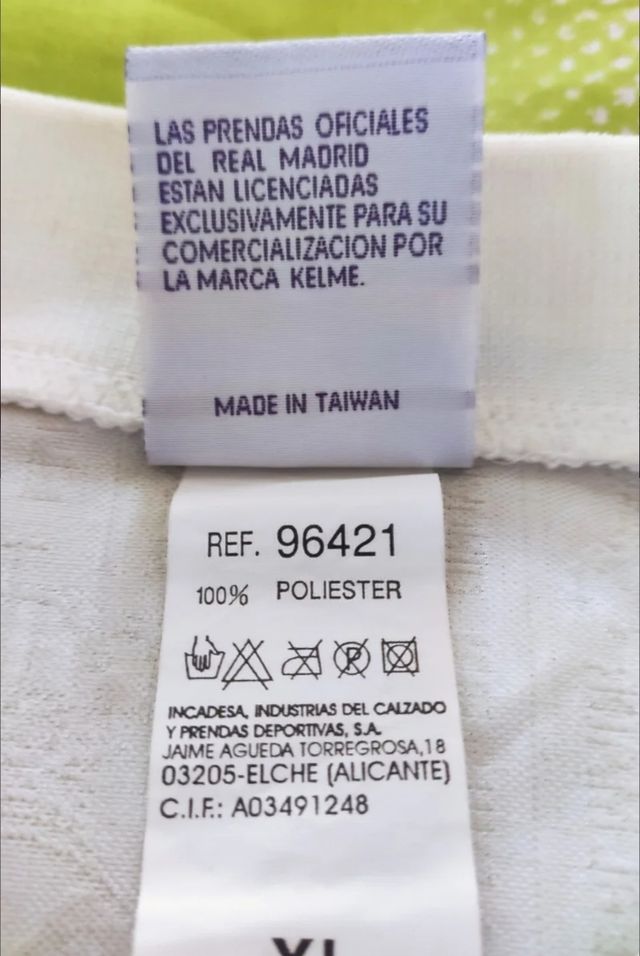 LAS PRENDAS OFICIALES
DEL REAL MADRID
ESTAN LICENCIADAS
EXCLUSIVAMENTE PARA SU
COMERCIALIZACION POR
LA MARCA KELME.
MADE IN TAIWAN
REF. 96421
100% POLIESTER
P
INCADESA, INDUSTRIAS DEL CALZADO
Y PRENDAS DEPORTIVAS, S.A.
JAIME AGUEDA TORREGROSA,18
03205-ELCHE (ALICANTE)
C.I.F.: A03491248
XL